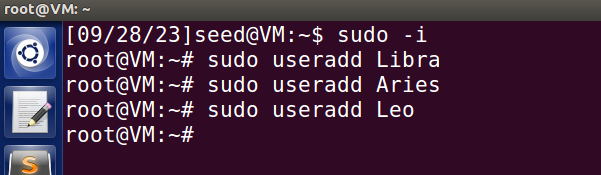 root@VM: ~
[09/28/23]seed@VM:~$ sudo -i
root@VM:~# sudo useradd Libra
root@VM:~# sudo useradd Aries
root@VM:~# sudo useradd Leo
root@VM:~#